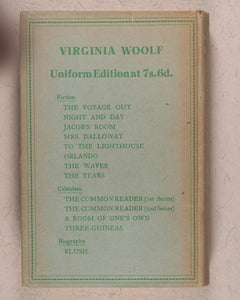 VIRGINIA WOOLF
Uniform Edition at 7s. 6d.
Fiction
THE VOYAGE OUT
NIGHT AND DAY
JACOB'S ROOM
MRS. DALLOWAY
TO THE LIGHTHOUSE
ORLANDO
THE WAVES
THE YEARS
Criticism
THE COMMON READER (1st Series)
THE COMMON READER (2nd Series)
A ROOM OF ONE'S OWN
THREE GUINEAS
Biography
FLUSH